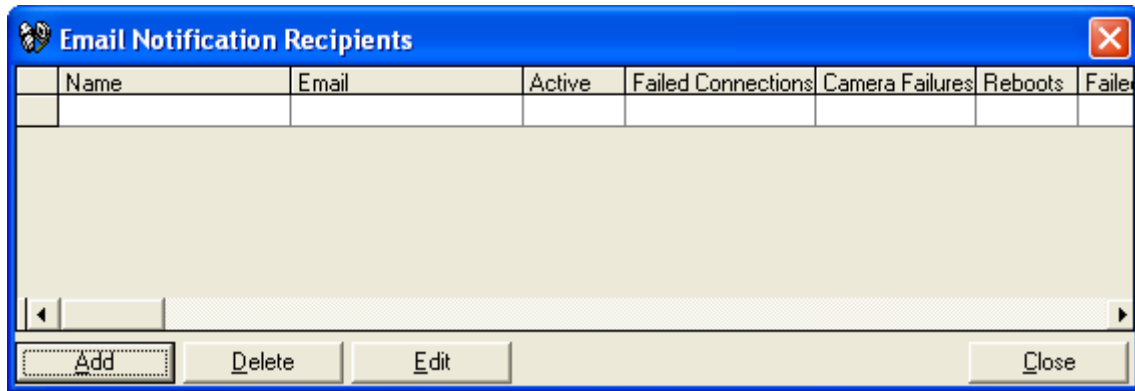 Email Notification Recipients
Name Email Active Failed Connections Camera Failures Reboots
Add Delete Edit Close